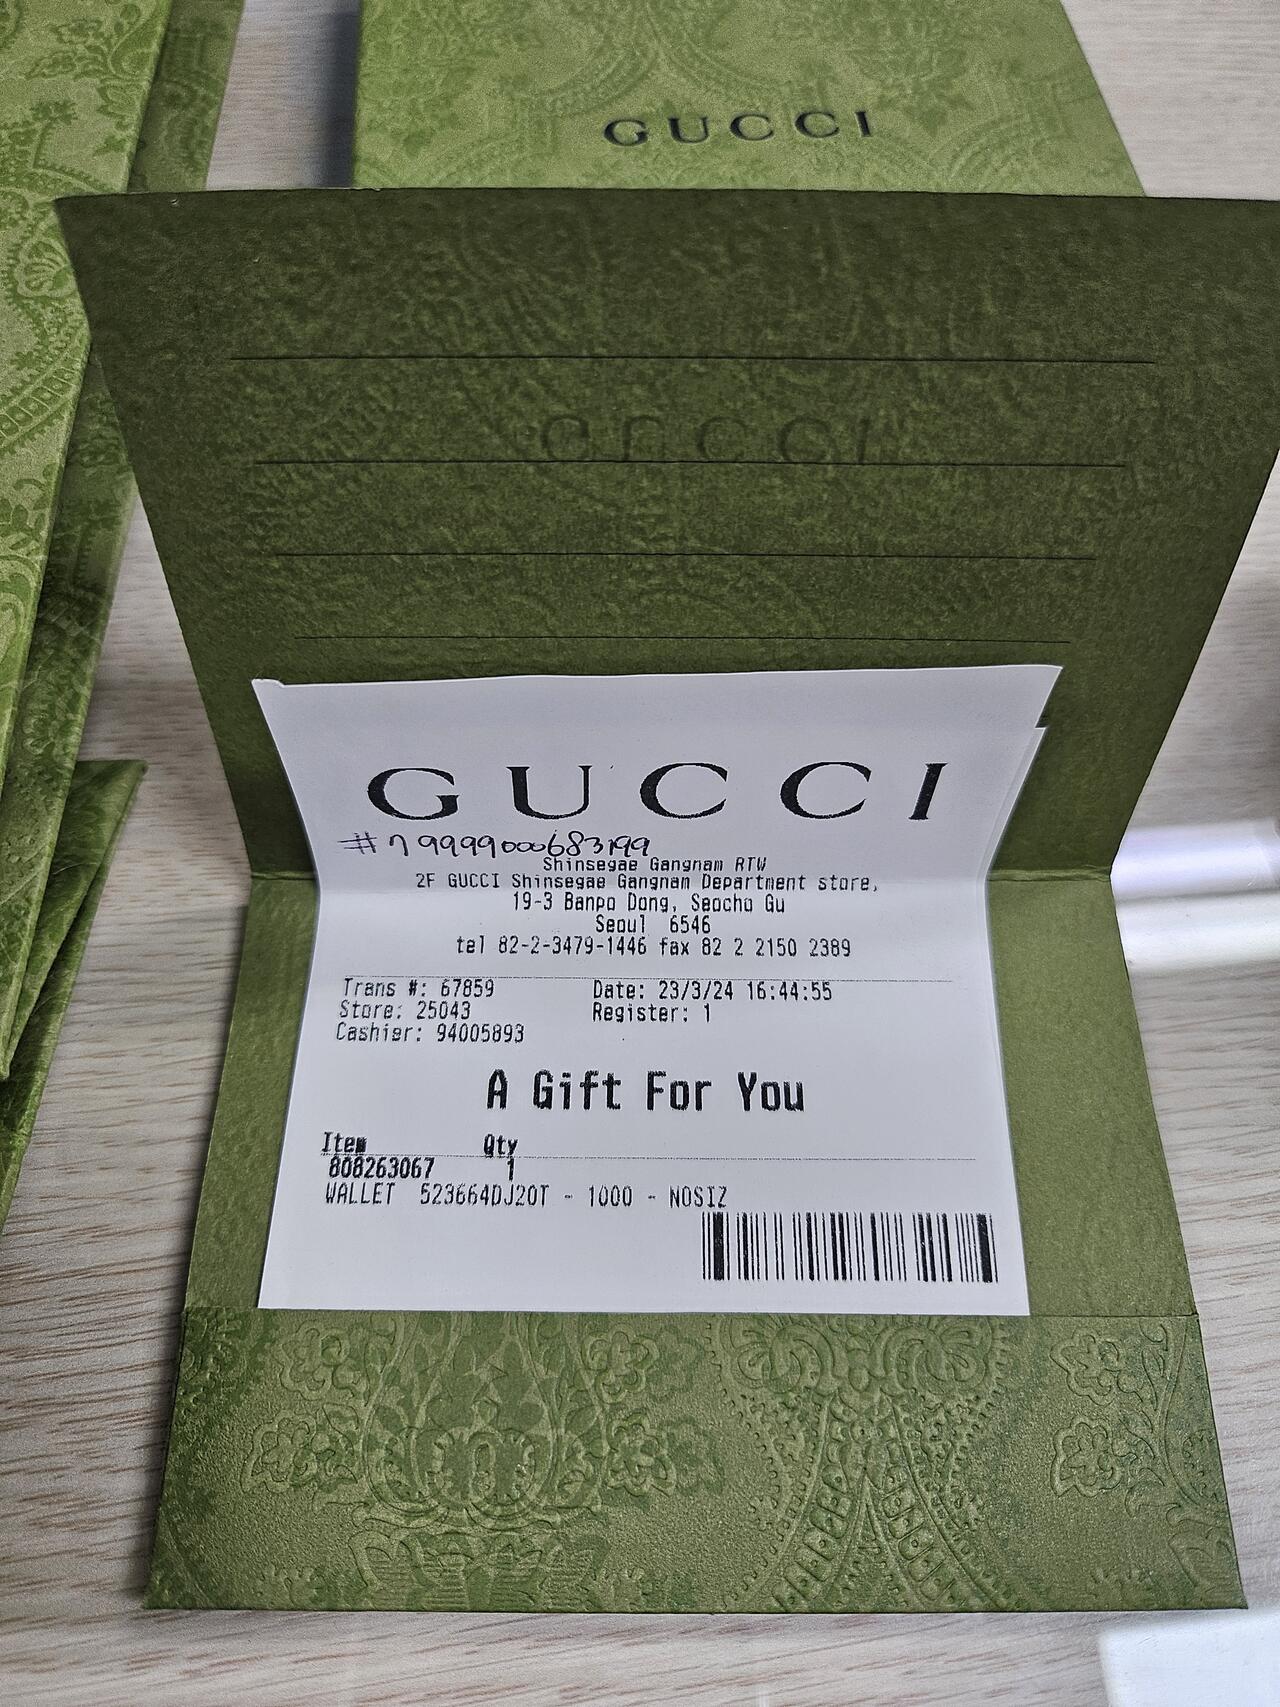 GUCCI
GUCCI
GUCCI
#79999000683199
Shinsegae Gangnam RTW
2F GUCCI Shinsegae Gangnam Department store,
19-3 Banpo Dong, Seocho Gu
Seoul 6546
tel 82-2-3479-1446 fax 82 2 2150 2389
Trans #: 67859 Date: 23/3/24 16:44:55
Store: 25043 Register: 1
Cashier: 94005893
A Gift For You
Item Qty
808263067 1
WALLET 523664DJ20T - 1000 - NOSIZ